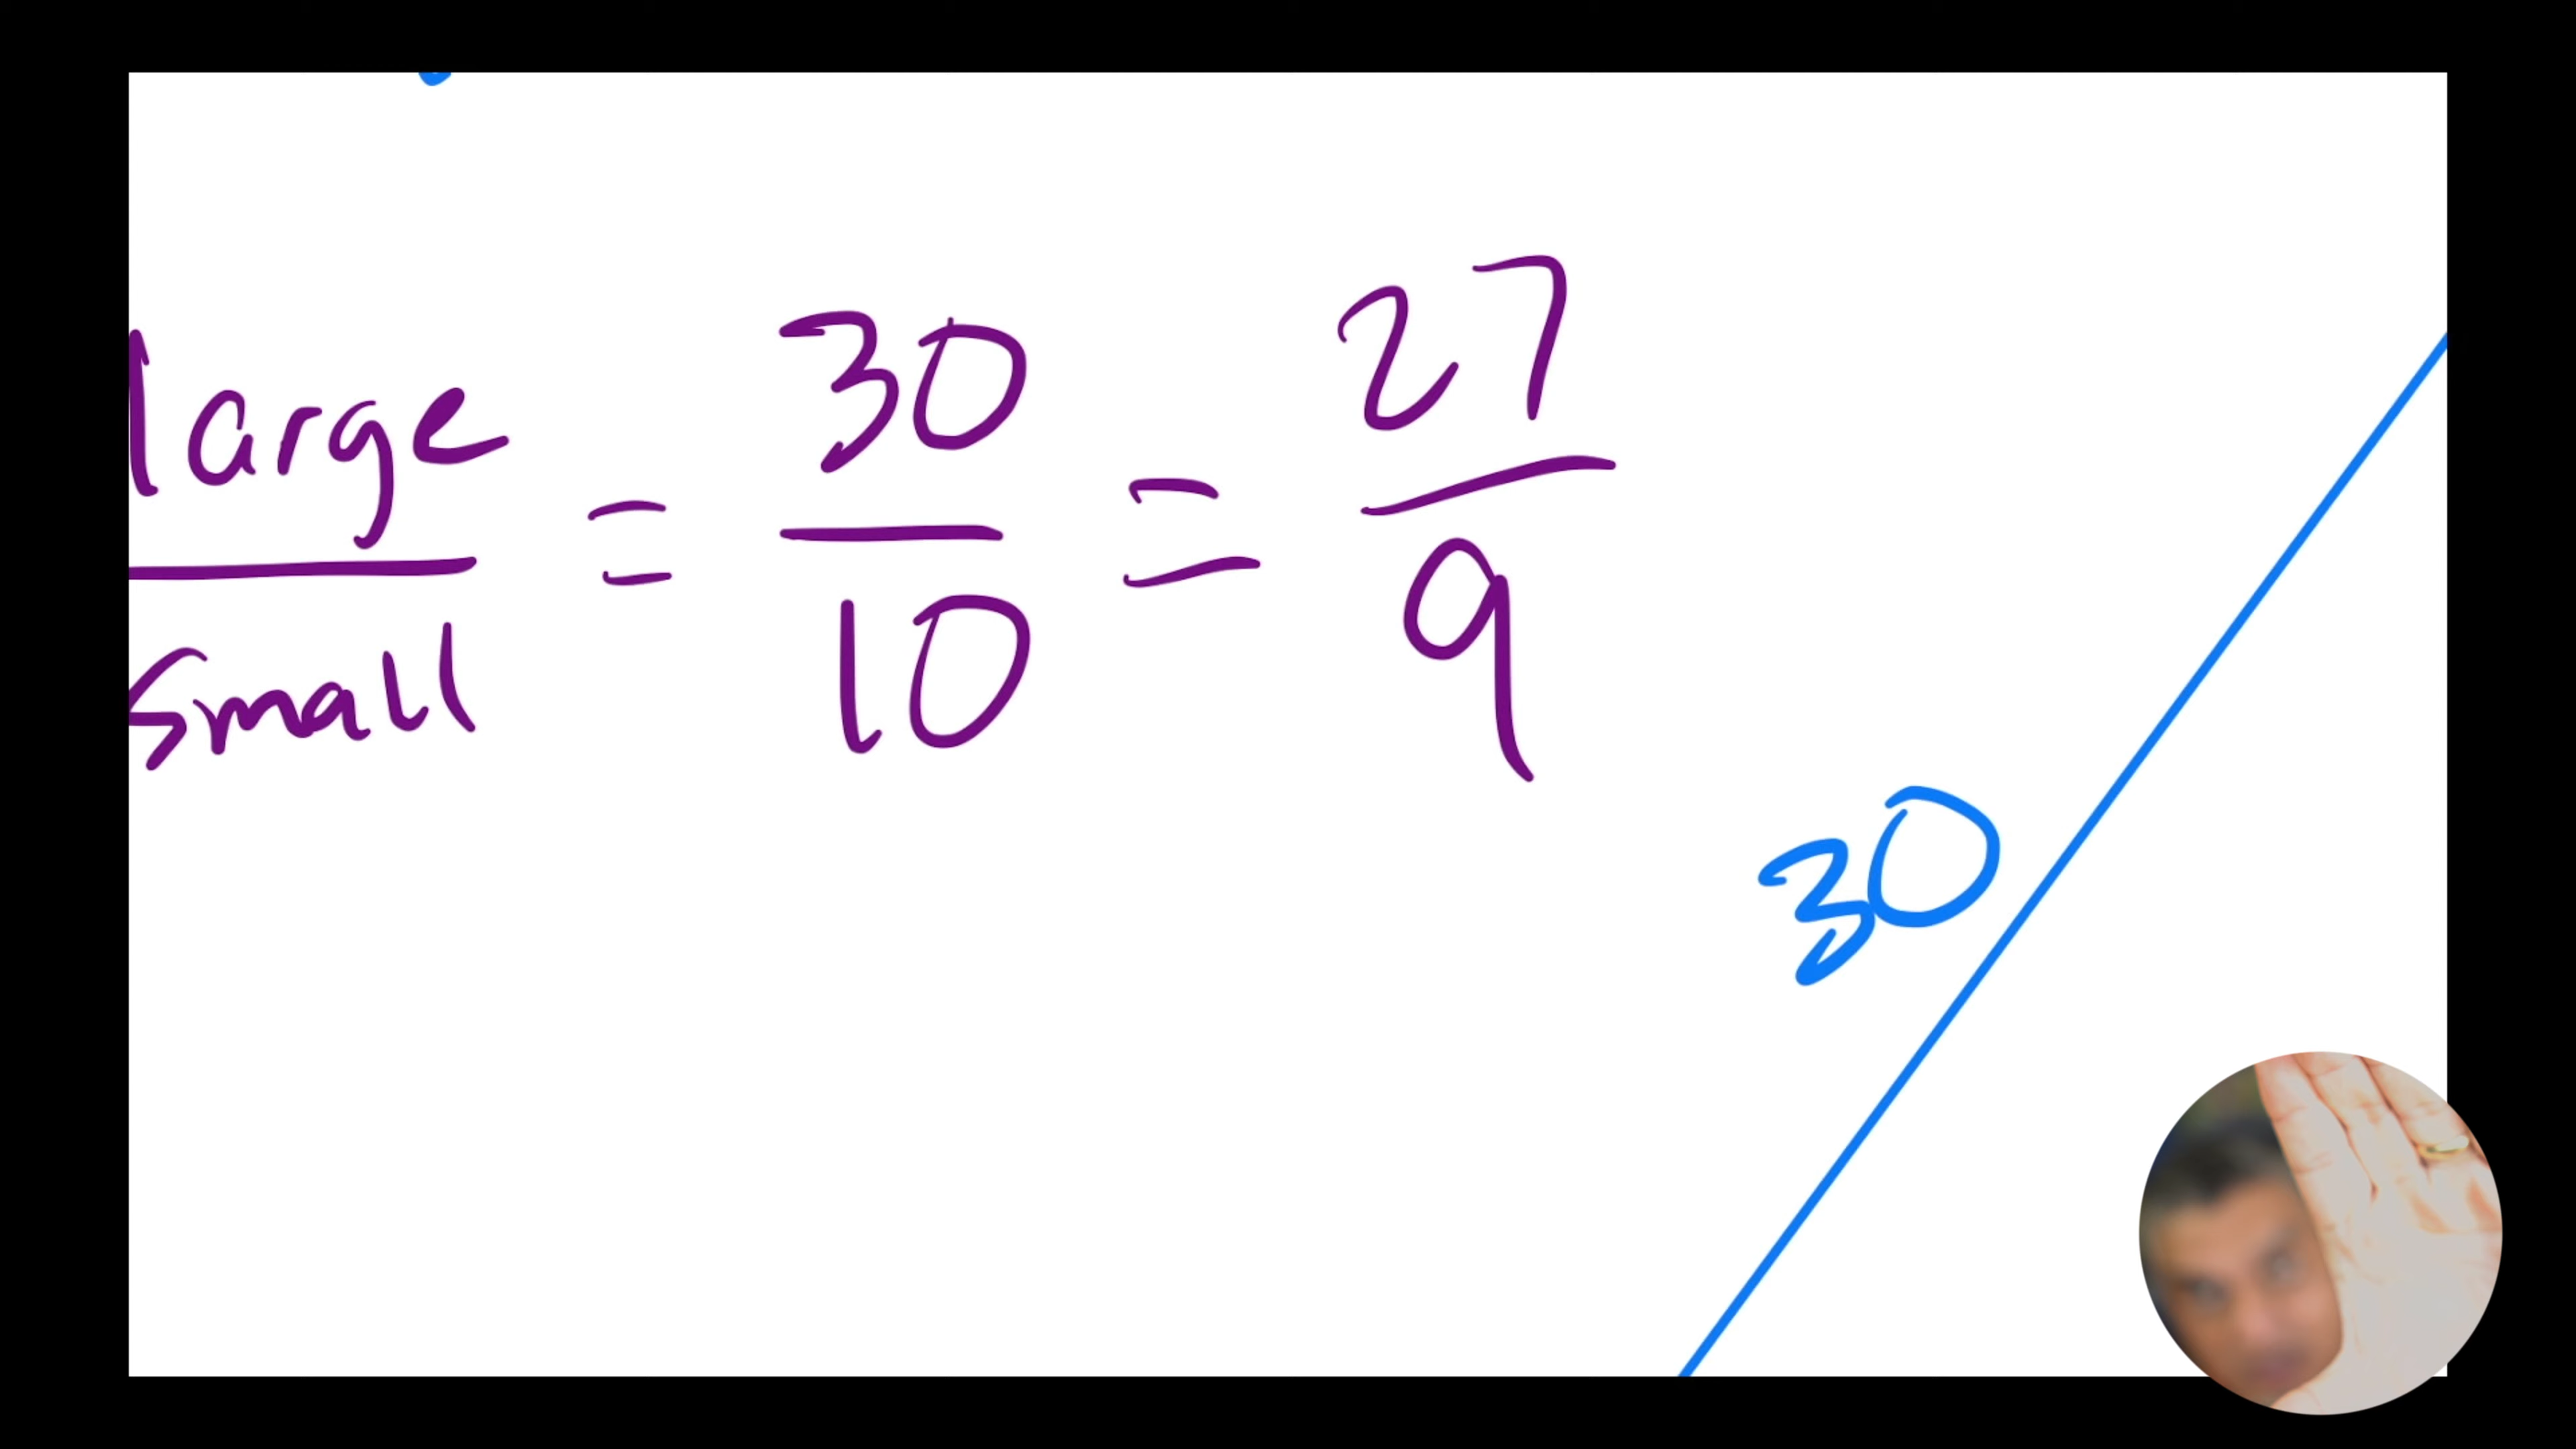 large/small = 30/10 = 27/9
30